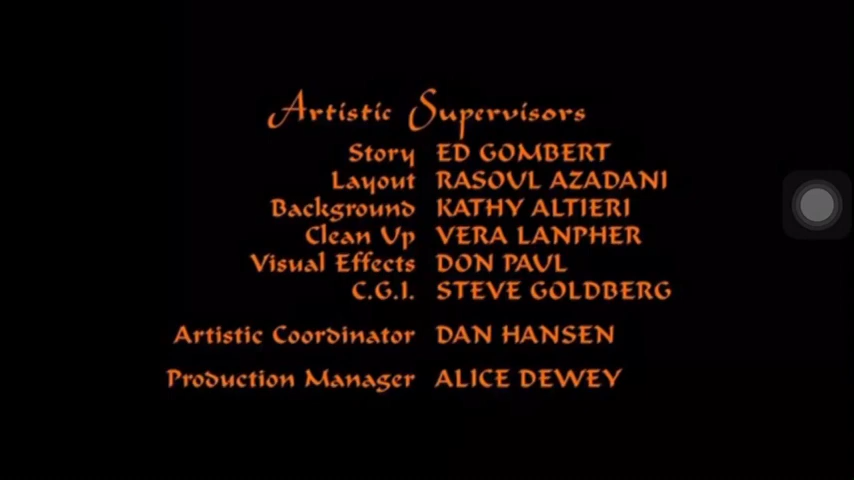 Artistic Supervisors
Story ED GOMBERT
Layout RASOUL AZADANI
Background KATHY ALTIERI
Clean Up VERA LANPHER
Visual Effects DON PAUL
C.G.I. STEVE GOLDBERG
Artistic Coordinator DAN HANSEN
Production Manager ALICE DEWEY